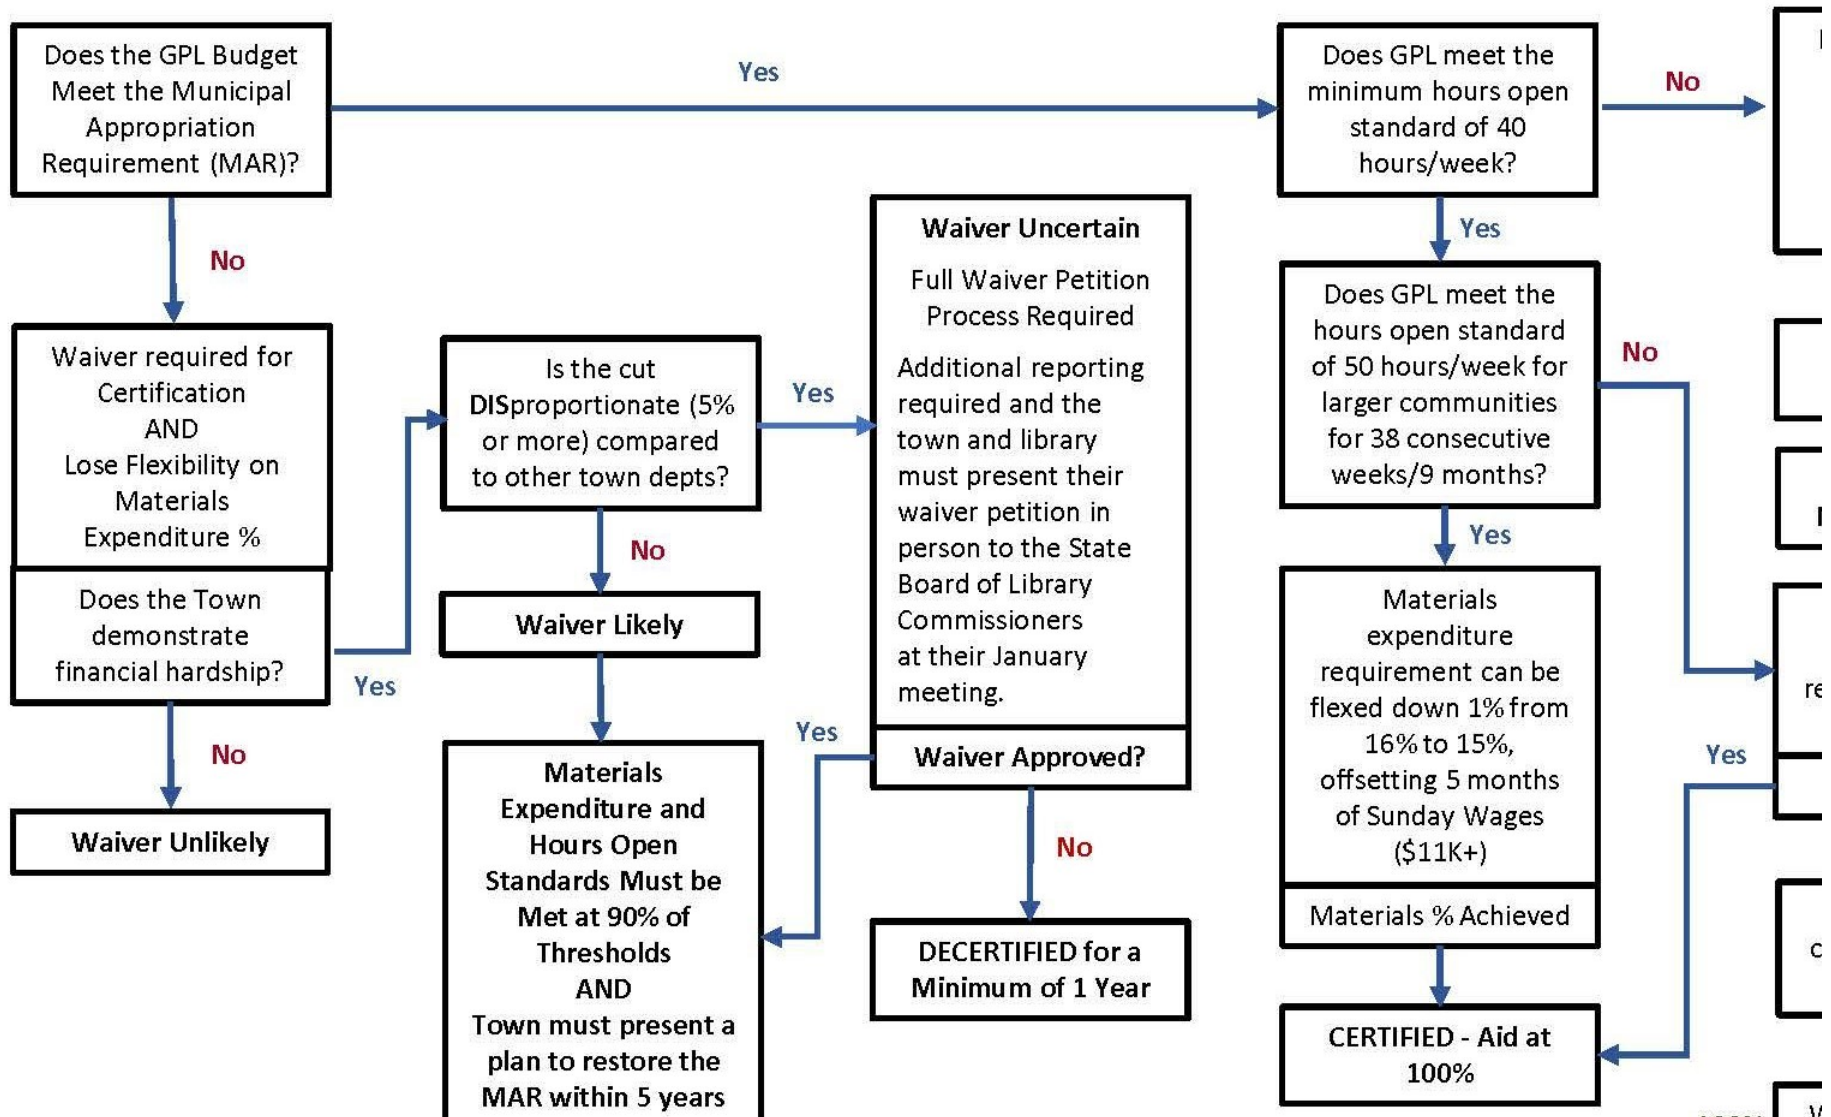 Does the GPL Budget
Meet the Municipal
Appropriation
Requirement (MAR)?
Yes
Does GPL meet the
minimum hours open
standard of 40
hours/week?
No
No
Yes
Waiver required for
Certification
AND
Lose Flexibility on
Materials
Expenditure %
Does the Town
demonstrate
financial hardship?
Yes
No
Waiver Unlikely
Is the cut
DISproportionate (5%
or more) compared
to other town depts?
Yes
No
Waiver Likely
Materials
Expenditure and
Hours Open
Standards Must be
Met at 90% of
Thresholds
AND
Town must present a
plan to restore the
MAR within 5 years
Waiver Uncertain
Full Waiver Petition
Process Required
Additional reporting
required and the
town and library
must present their
waiver petition in
person to the State
Board of Library
Commissioners
at their January
meeting.
Waiver Approved?
Yes
No
DECERTIFIED for a
Minimum of 1 Year
Does GPL meet the
hours open standard
of 50 hours/week for
larger communities
for 38 consecutive
weeks/9 months?
No
Yes
Materials
expenditure
requirement can be
flexed down 1% from
16% to 15%,
offsetting 5 months
of Sunday Wages
($11K+)
Materials % Achieved
Yes
CERTIFIED - Aid at
100%